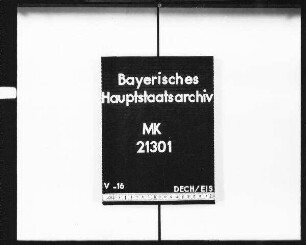 Bayerisches
Hauptstaatsarchiv
MK
21301
V -16 DECH/EIS